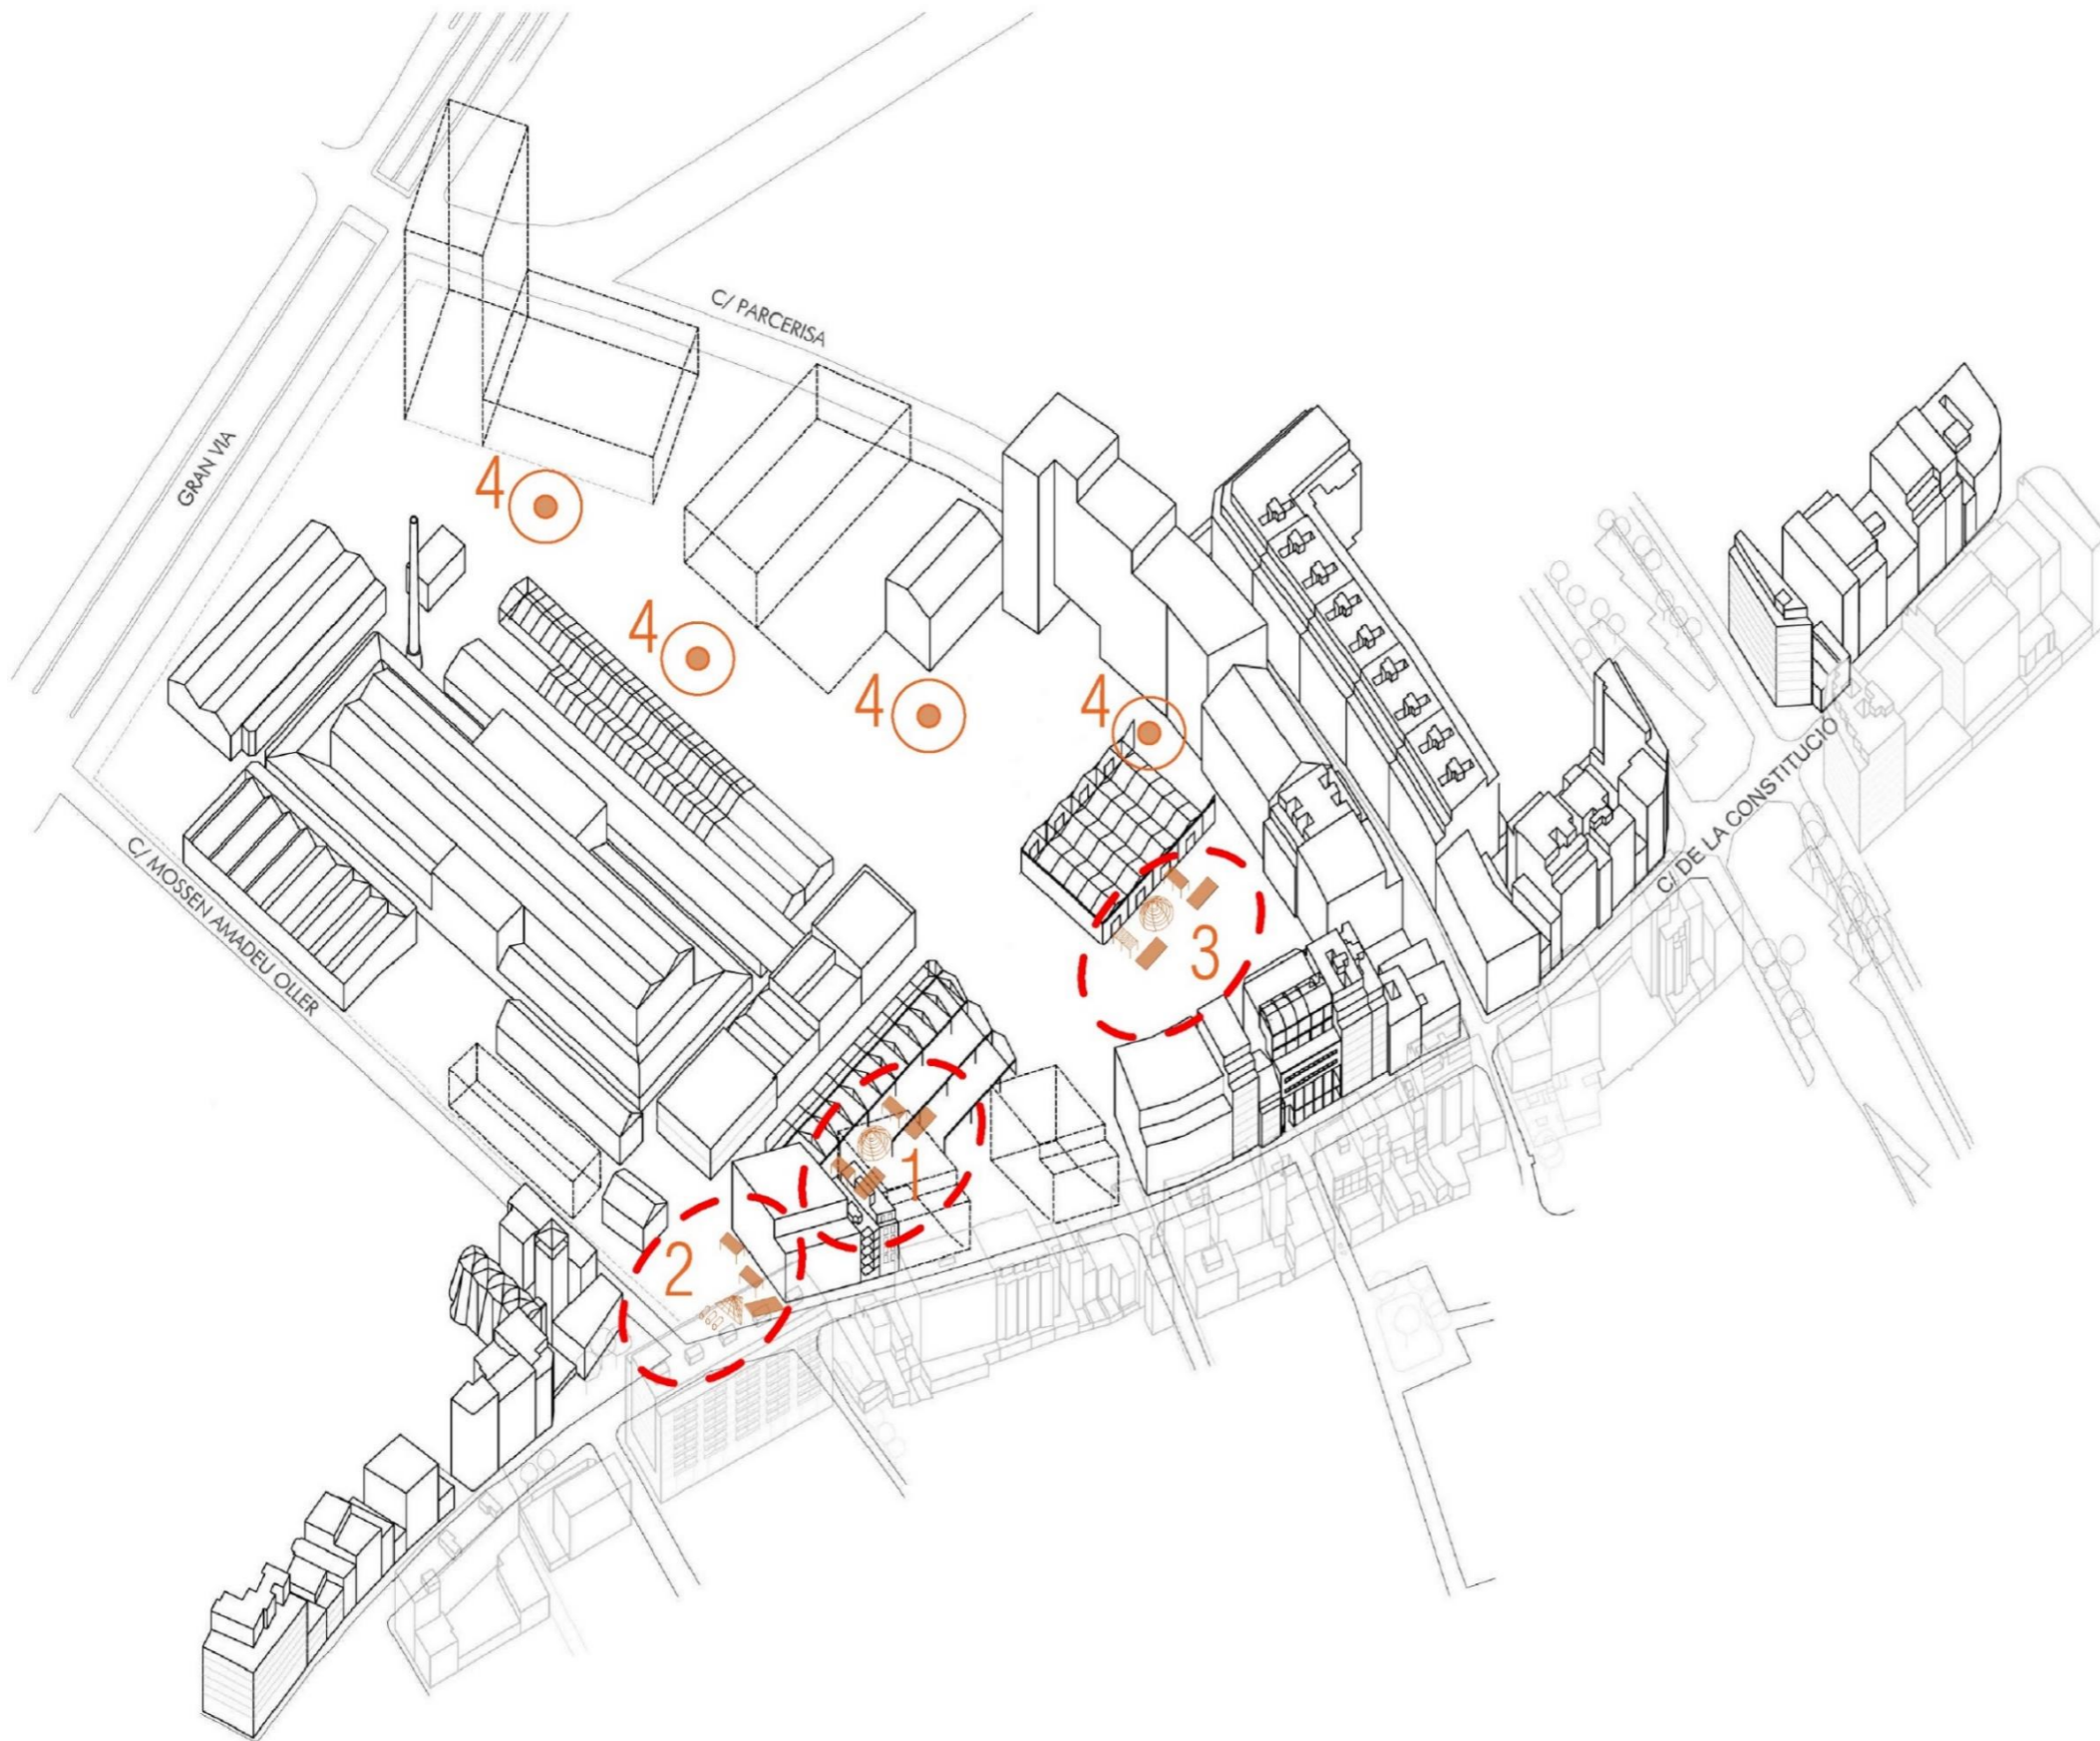 C/ PARCERISA
GRAN VIA
4
4
4
4
C/ DE LA CONSTITUCIÓ
C/ MOSSEN AMADEU OLLER
3
1
2